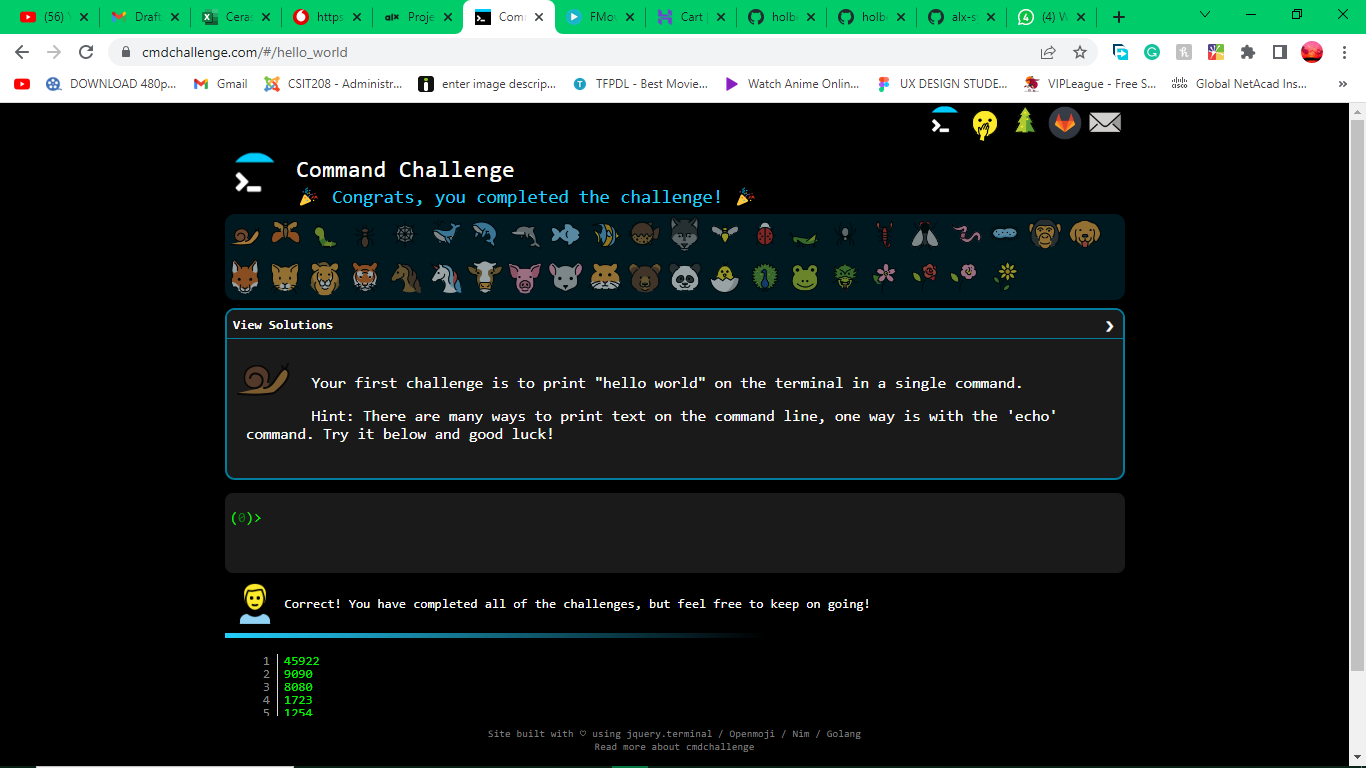 (56)
Draft
Ceras
https
alx Proje
Com
FMov
Cart
holb
holb
alx-s
(4) W
cmdchallenge.com/#/hello_world
DOWNLOAD 480p...
Gmail
CSIT208 - Administr...
enter image descrip...
TFPDL - Best Movie...
Watch Anime Onlin...
UX DESIGN STUDE...
VIPLeague - Free S...
Global NetAcad Ins...
Command Challenge
Congrats, you completed the challenge!
View Solutions
Your first challenge is to print "hello world" on the terminal in a single command.
Hint: There are many ways to print text on the command line, one way is with the 'echo'
command. Try it below and good luck!
(0)>
Correct! You have completed all of the challenges, but feel free to keep on going!
1 45922
2 9090
3 8080
4 1723
5 1254
Site built with ♡ using jquery.terminal / Openmoji / Nim / Golang
Read more about cmdchallenge